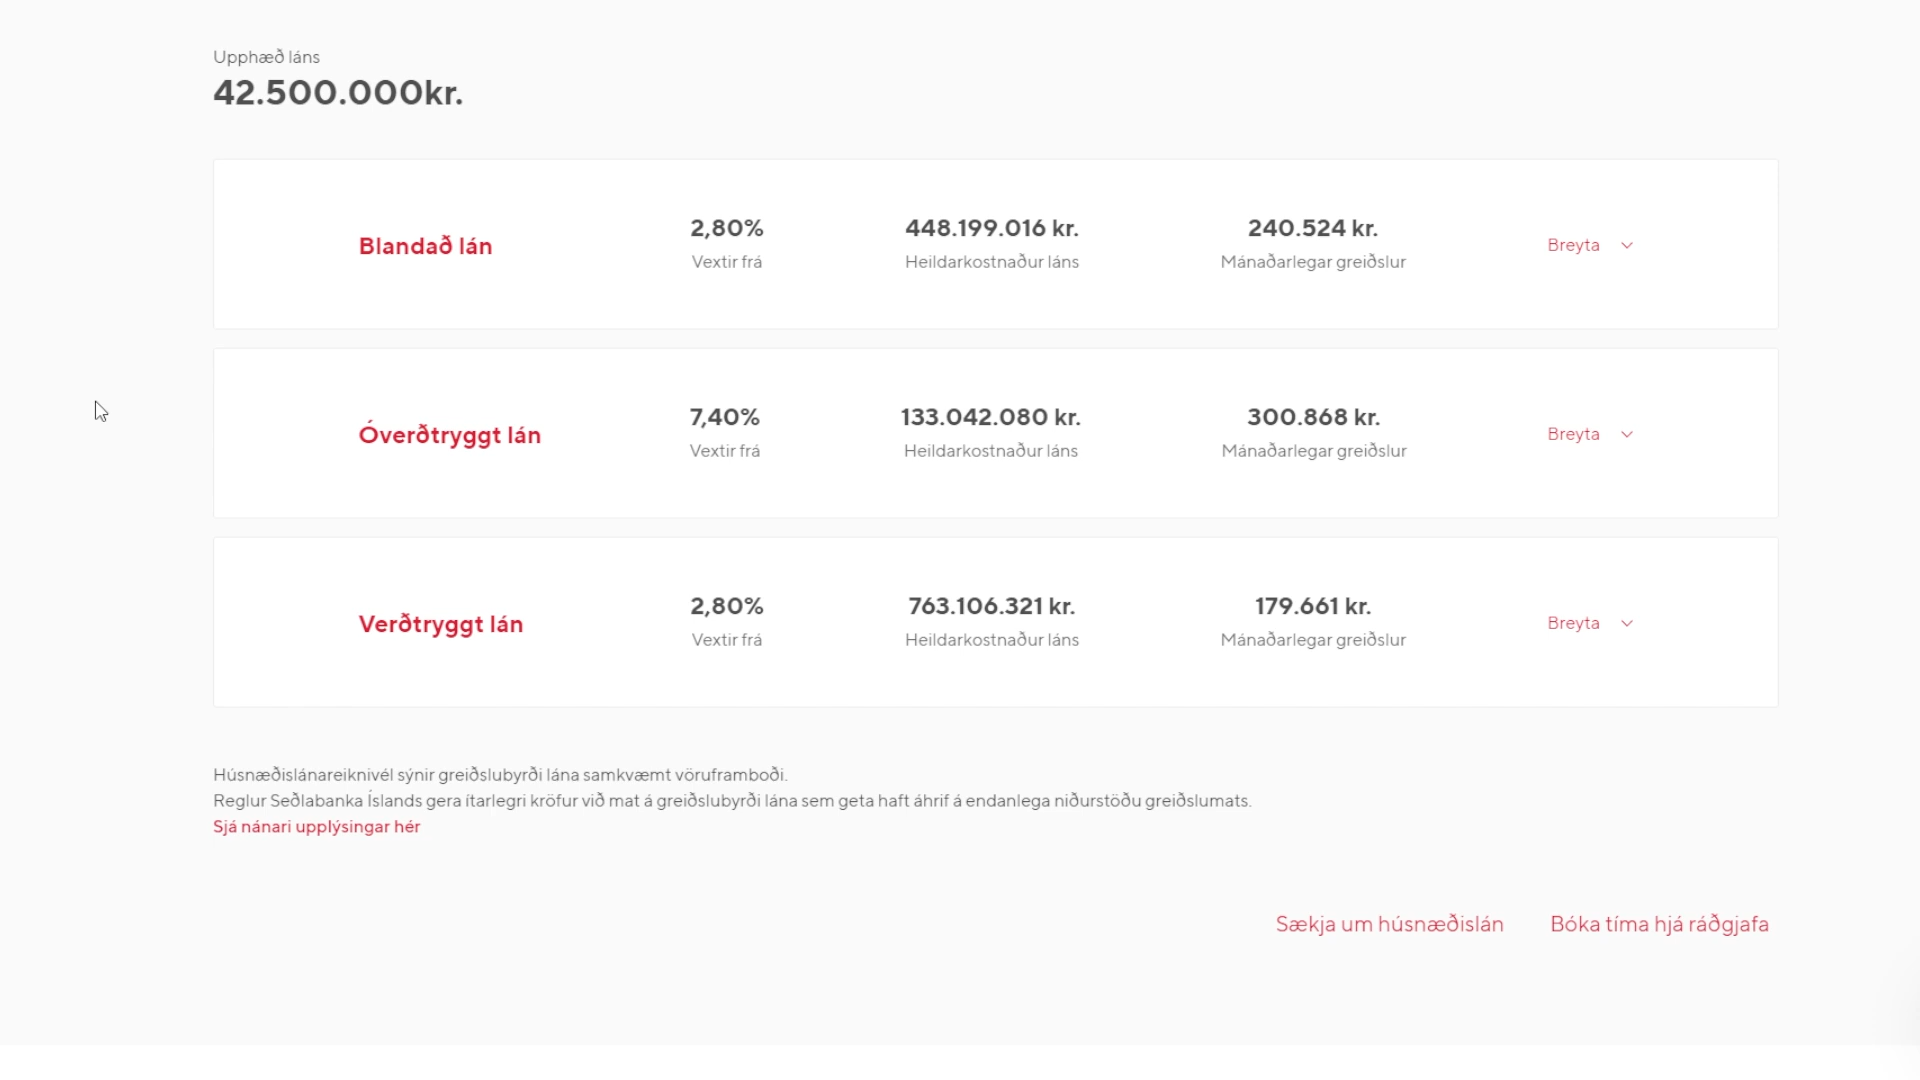 Upphæð láns
42.500.000kr.
Blandað lán
2,80%
Vextir frá
448.199.016 kr.
Heildarkostnaður láns
240.524 kr.
Mánaðarlegar greiðslur
Breyta
Óverðtryggt lán
7,40%
Vextir frá
133.042.080 kr.
Heildarkostnaður láns
300.868 kr.
Mánaðarlegar greiðslur
Breyta
Verðtryggt lán
2,80%
Vextir frá
763.106.321 kr.
Heildarkostnaður láns
179.661 kr.
Mánaðarlegar greiðslur
Breyta
Húsnæðislánareiknivél sýnir greiðslubyrði lána samkvæmt vöruframboði.
Reglur Seðlabanka Íslands gera ítarlegri kröfur við mat á greiðslubyrði lána sem geta haft áhrif á endanlega niðurstöðu greiðslumats.
Sjá nánari upplýsingar hér
Sækja um húsnæðislán
Bóka tíma hjá ráðgjafa